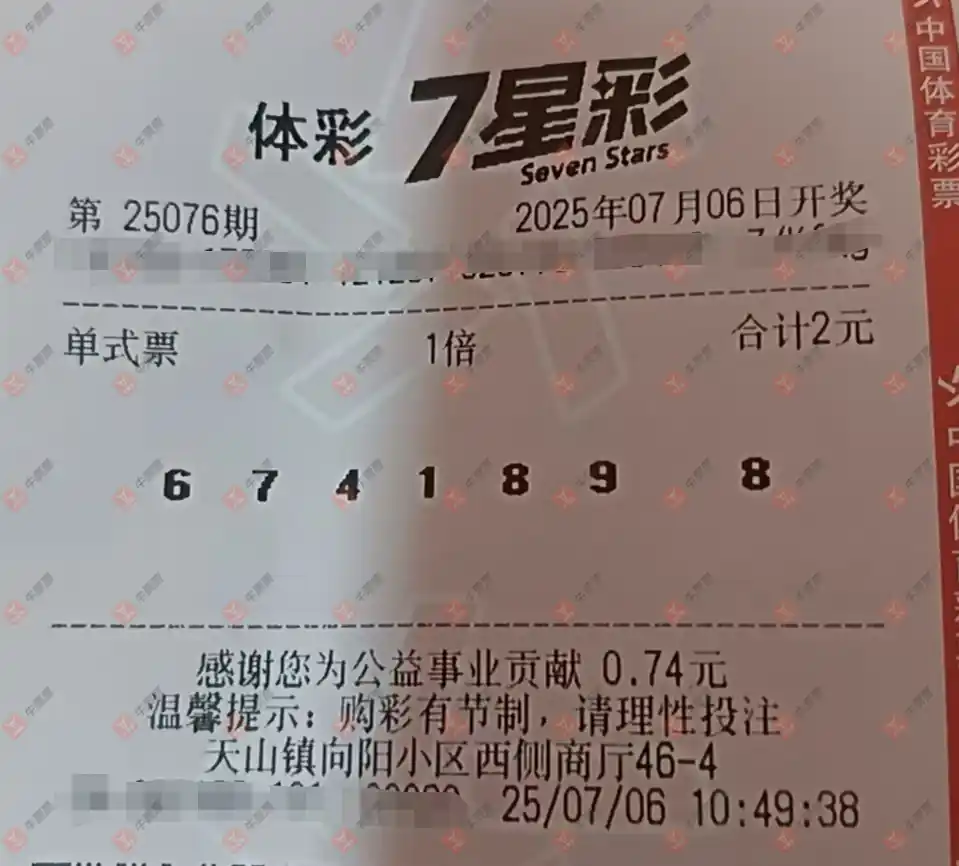 体彩 7星彩
Seven Stars
第 25076期 2025年07月06日开奖
单式票 1倍 合计2元
6 7 4 1 8 9 8
感谢您为公益事业贡献 0.74元
温馨提示：购彩有节制，请理性投注
天山镇向阳小区西侧商厅46-4
25/07/06 10:49:38
中国体育彩票